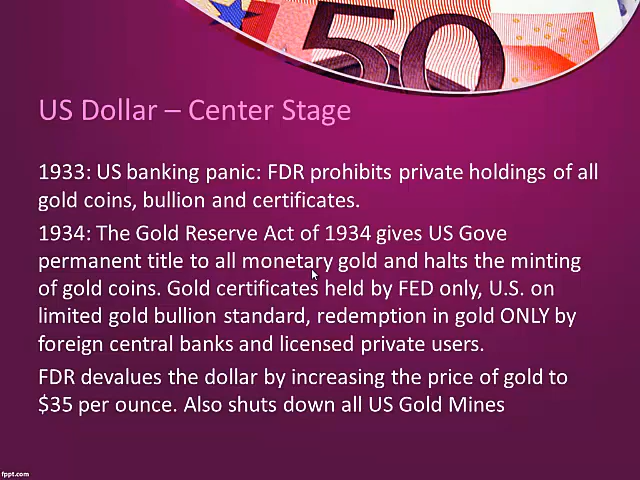 50
US Dollar – Center Stage
1933: US banking panic: FDR prohibits private holdings of all
gold coins, bullion and certificates.
1934: The Gold Reserve Act of 1934 gives US Gove
permanent title to all monetary gold and halts the minting
of gold coins. Gold certificates held by FED only, U.S. on
limited gold bullion standard, redemption in gold ONLY by
foreign central banks and licensed private users.
FDR devalues the dollar by increasing the price of gold to
$35 per ounce. Also shuts down all US Gold Mines
fppt.com